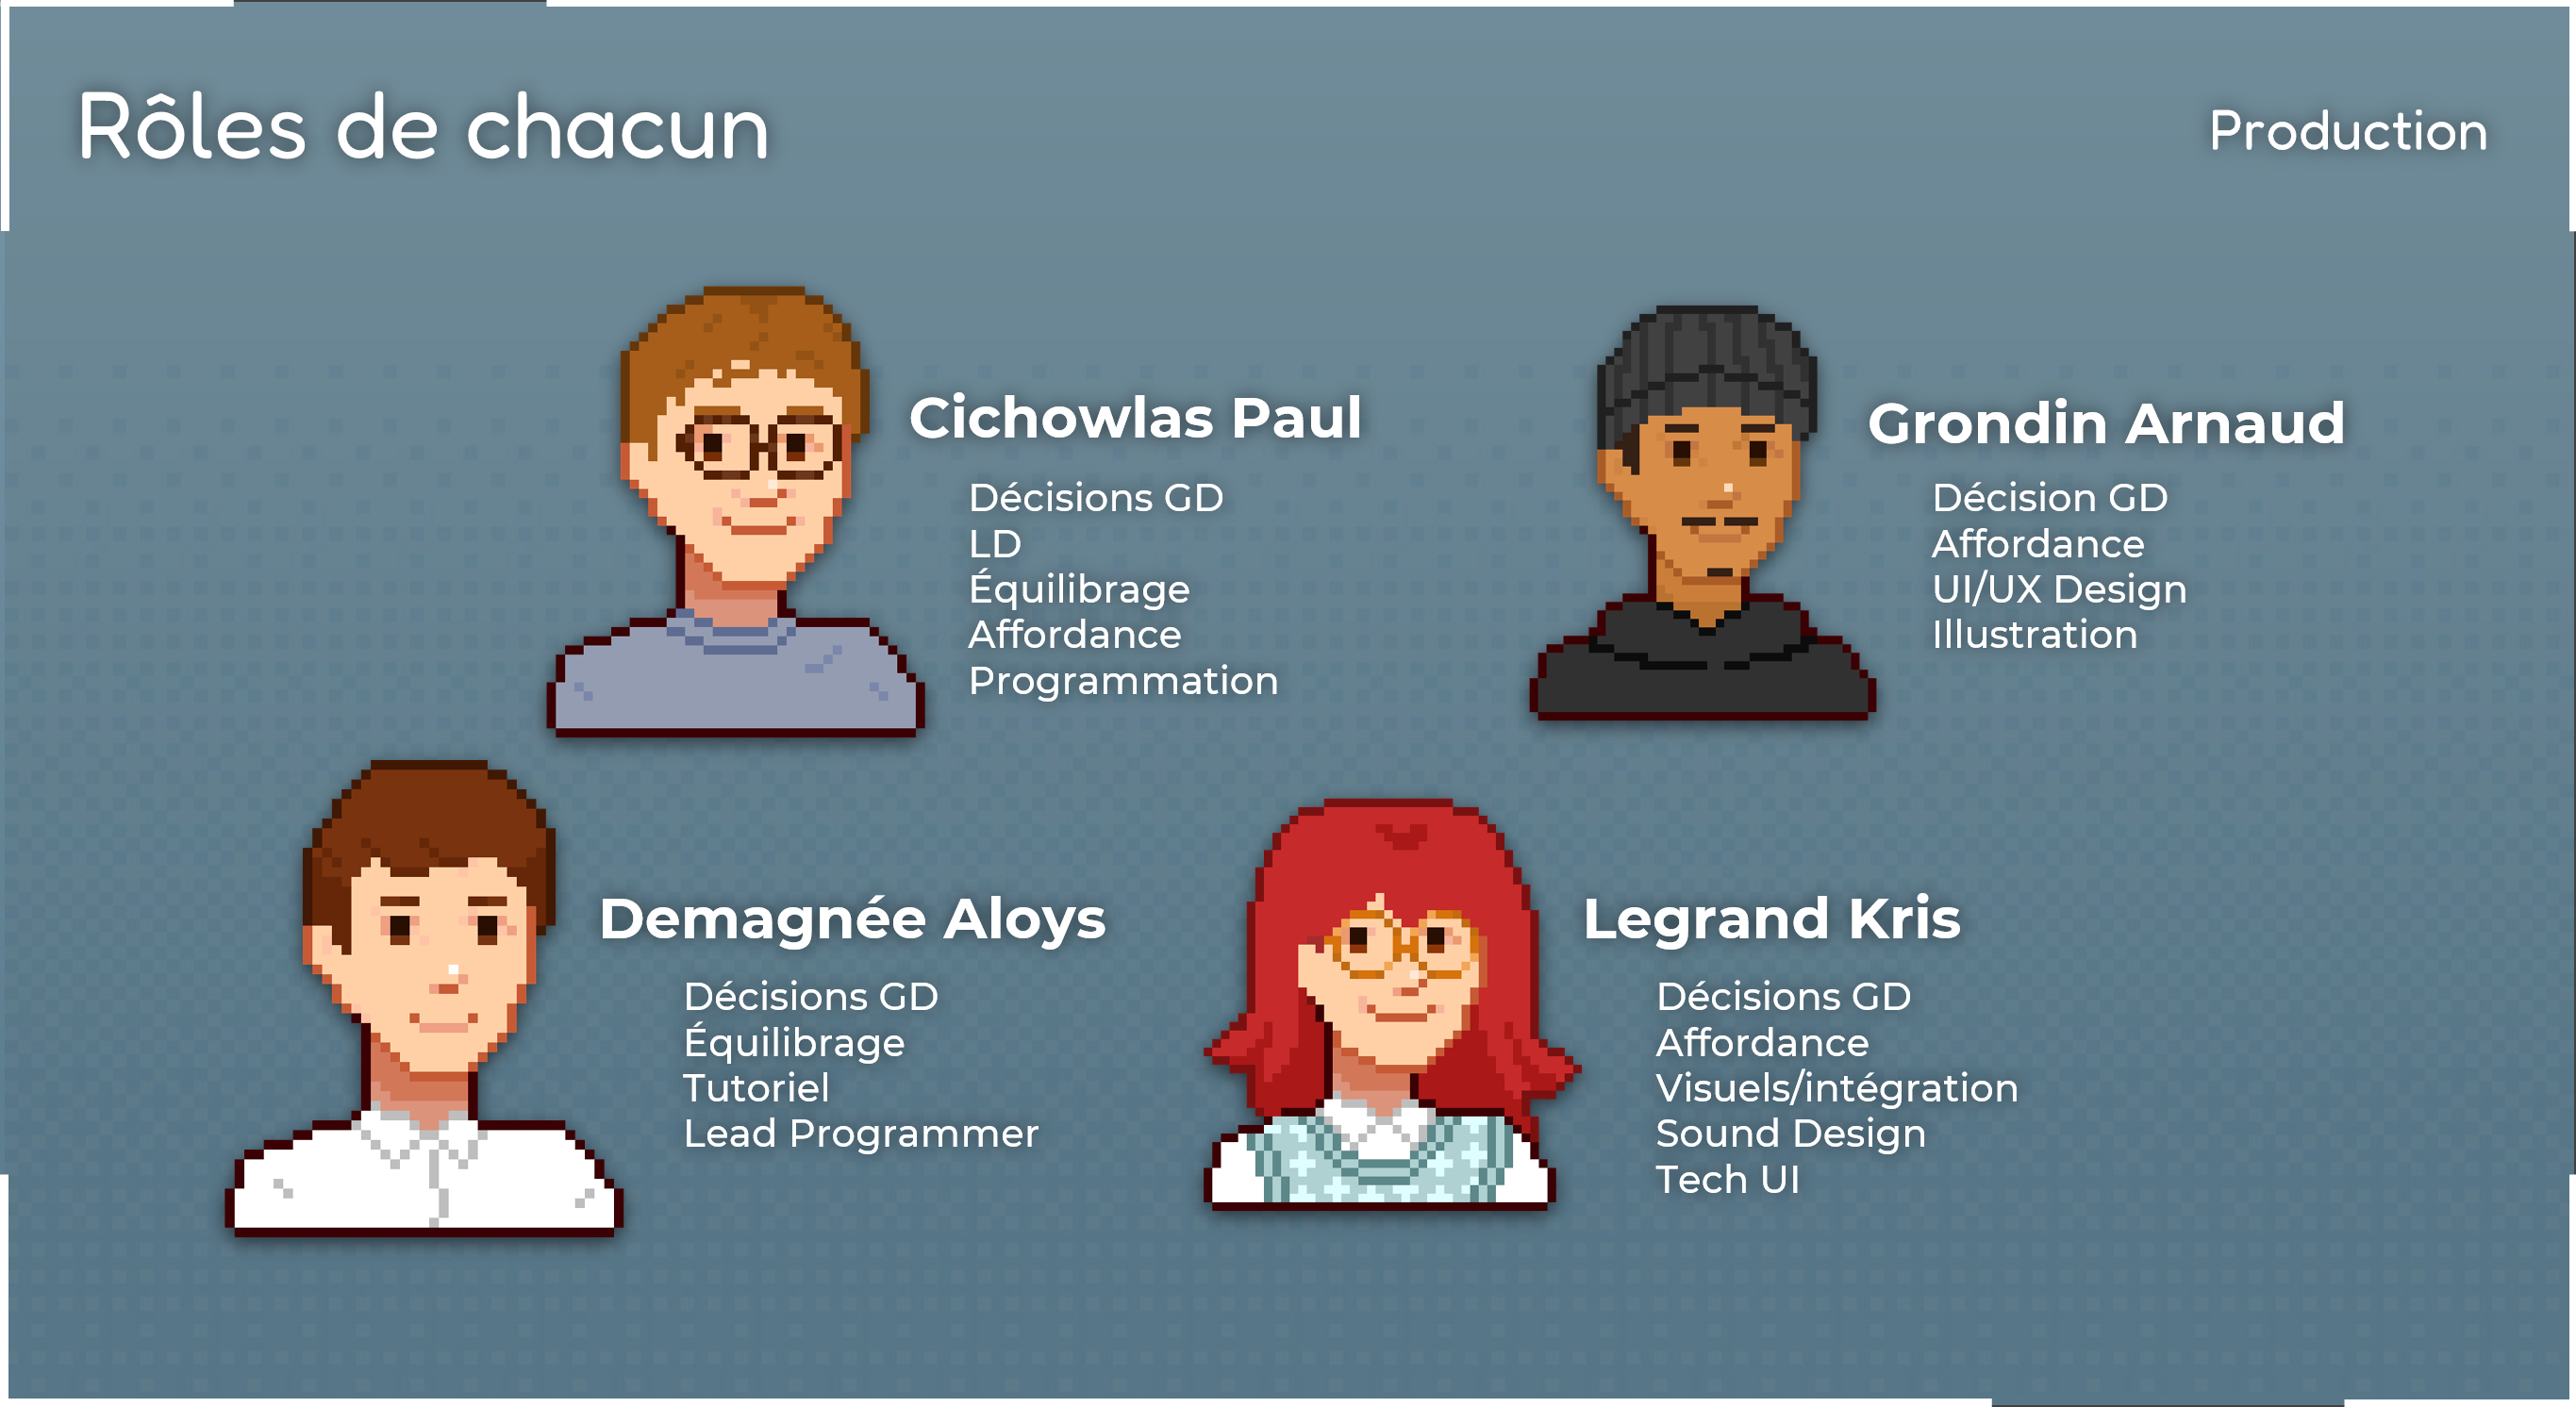 Rôles de chacun
Production
Cichowlas Paul
Décisions GD
LD
Équilibrage
Affordance
Programmation
Grondin Arnaud
Décision GD
Affordance
UI/UX Design
Illustration
Demagnée Aloys
Décisions GD
Équilibrage
Tutoriel
Lead Programmer
Legrand Kris
Décisions GD
Affordance
Visuels/intégration
Sound Design
Tech UI